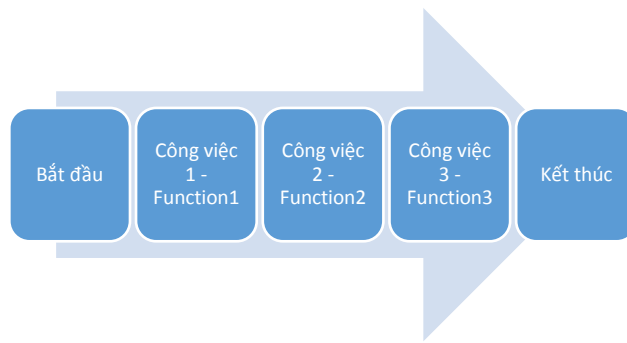 Bắt đầu
Công việc
1 -
Function1
Công việc
2 -
Function2
Công việc
3 -
Function3
Kết thúc